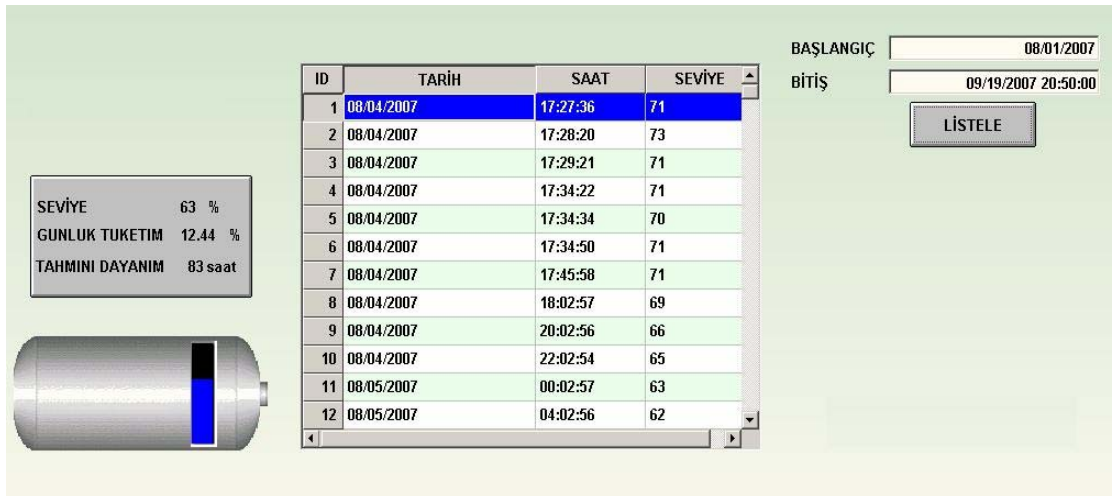 BAŞLANGIÇ 08/01/2007
BİTİŞ 09/19/2007 20:50:00
LİSTELE
ID TARİH SAAT SEVİYE
1 08/04/2007 17:27:36 71
2 08/04/2007 17:28:20 73
3 08/04/2007 17:29:21 71
4 08/04/2007 17:34:22 71
5 08/04/2007 17:34:34 70
6 08/04/2007 17:34:50 71
7 08/04/2007 17:45:58 71
8 08/04/2007 18:02:57 69
9 08/04/2007 20:02:56 66
10 08/04/2007 22:02:54 65
11 08/05/2007 00:02:57 63
12 08/05/2007 04:02:56 62
SEVİYE 63 %
GUNLUK TUKETIM 12.44 %
TAHMINI DAYANIM 83 saat